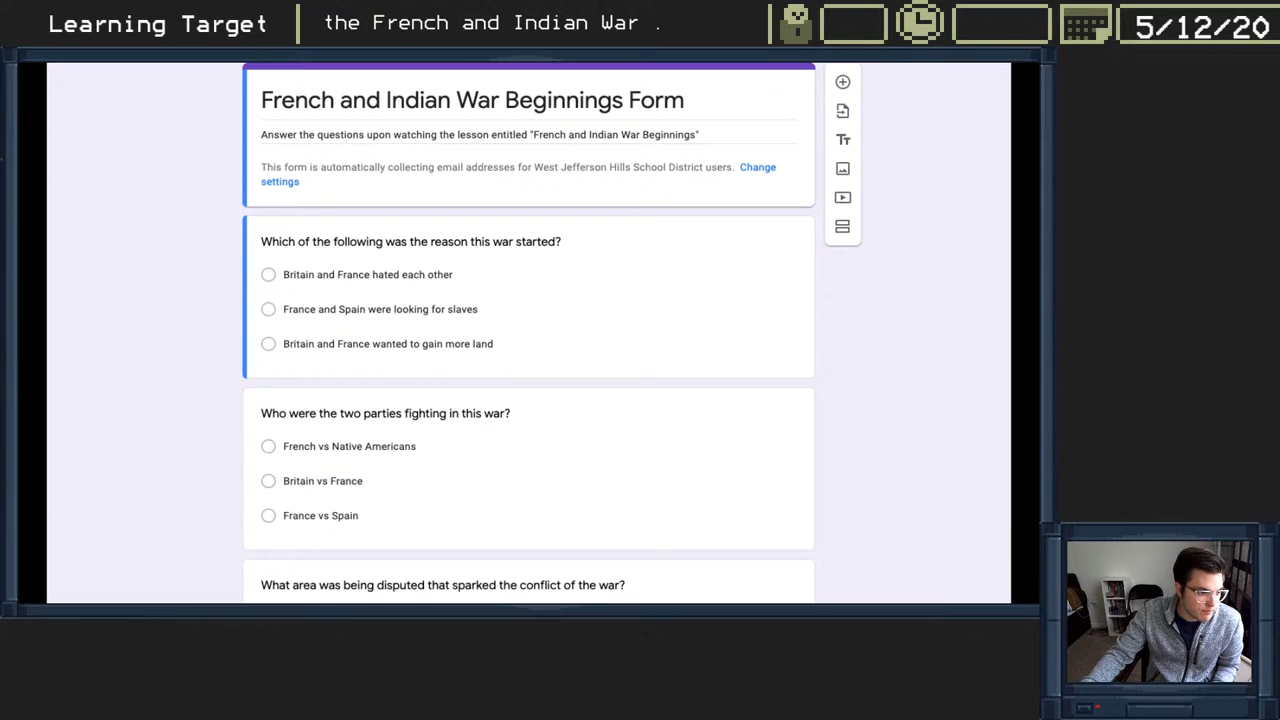 Learning Target
the French and Indian War .
5/12/20
French and Indian War Beginnings Form
Answer the questions upon watching the lesson entitled "French and Indian War Beginnings"
This form is automatically collecting email addresses for West Jefferson Hills School District users. Change
settings
Which of the following was the reason this war started?
Britain and France hated each other
France and Spain were looking for slaves
Britain and France wanted to gain more land
Who were the two parties fighting in this war?
French vs Native Americans
Britain vs France
France vs Spain
What area was being disputed that sparked the conflict of the war?
Tт